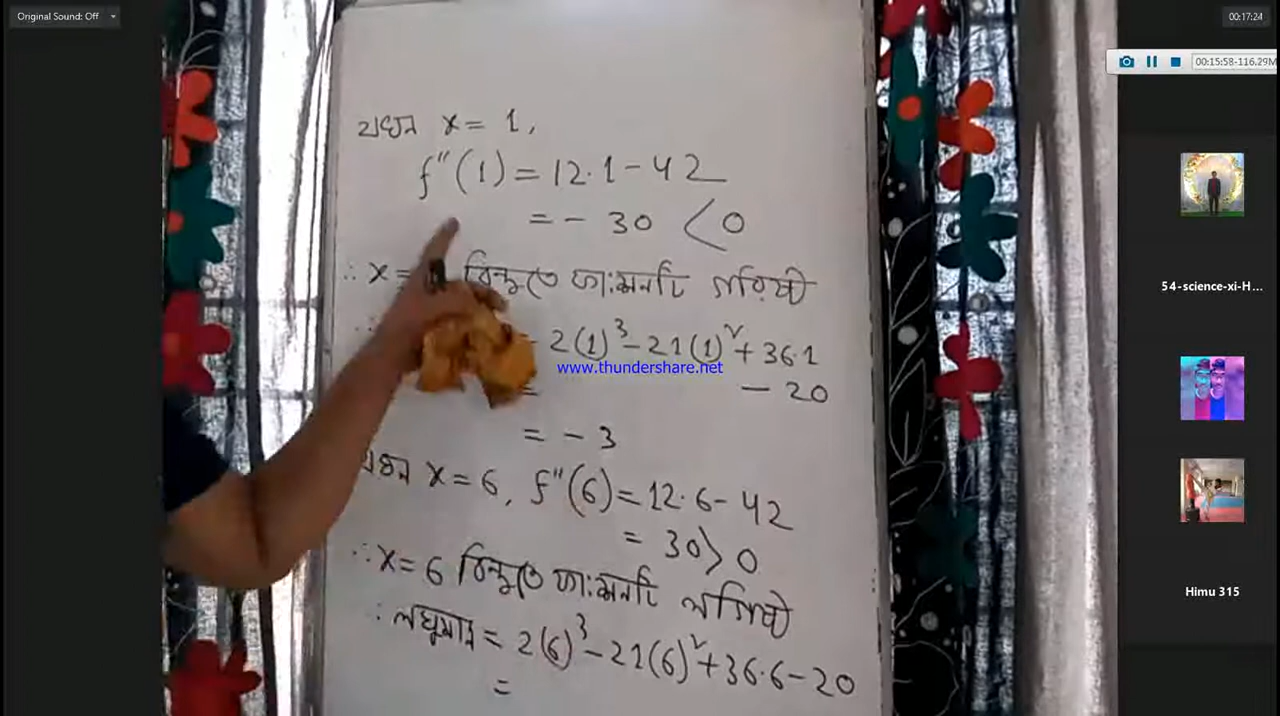 Original Sound: Off
00:17:24
00:15:58-116.29M
যখন x = 1,
f''(1) = 12·1 - 42
= - 30 < 0
∴ x = বিন্দুতে ফাংশনটি গরিষ্ঠ
2(1)³ - 21(1)² + 36·1
- 20
www.thundershare.net
=
= - 3
যখন x = 6, f''(6) = 12·6 - 42
= 30 > 0
∴ x = 6 বিন্দুতে ফাংশনটি লঘিষ্ঠ
∴ লঘুমান = 2(6)³ - 21(6)² + 36·6 - 20
=
54-science-xi-H...
Himu 315